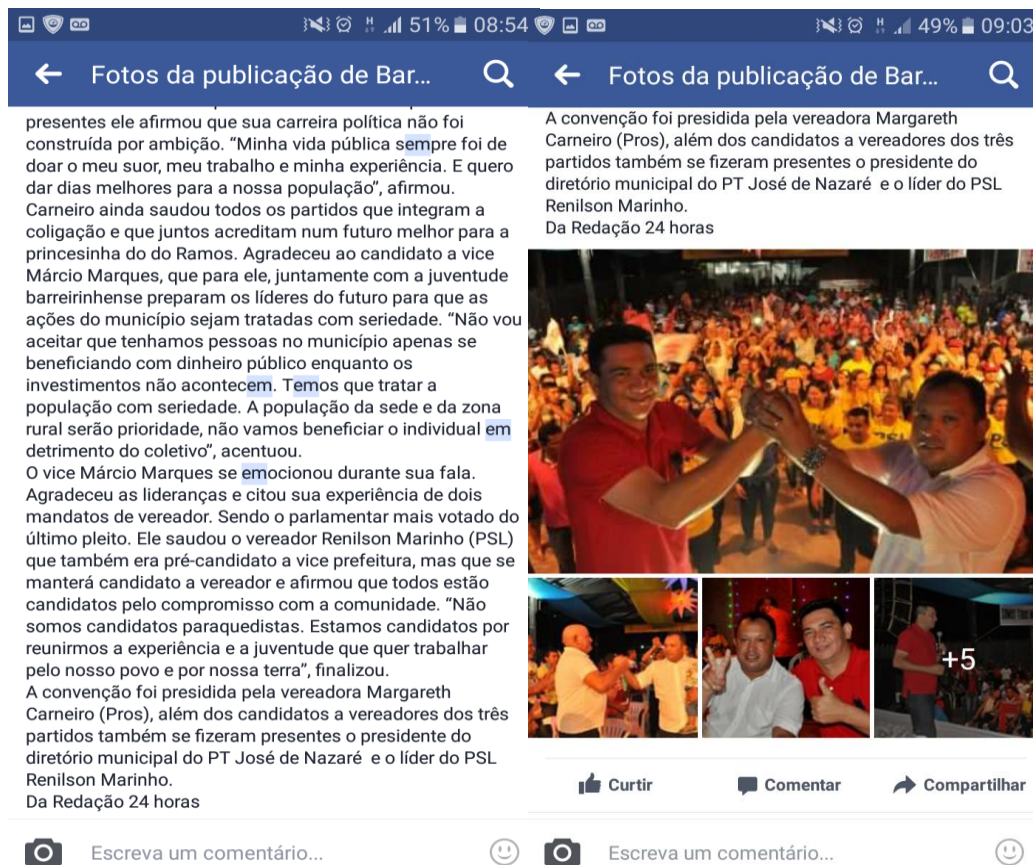 51% 08:54
Fotos da publicação de Bar...
presentes ele afirmou que sua carreira política não foi
construída por ambição. “Minha vida pública sempre foi de
doar o meu suor, meu trabalho e minha experiência. E quero
dar dias melhores para a nossa população”, afirmou.
Carneiro ainda saudou todos os partidos que integram a
coligação e que juntos acreditam num futuro melhor para a
princesinha do do Ramos. Agradeceu ao candidato a vice
Márcio Marques, que para ele, juntamente com a juventude
barreirinhense preparam os líderes do futuro para que as
ações do município sejam tratadas com seriedade. “Não vou
aceitar que tenhamos pessoas no município apenas se
beneficiando com dinheiro público enquanto os
investimentos não acontecem. Temos que tratar a
população com seriedade. A população da sede e da zona
rural serão prioridade, não vamos beneficiar o individual em
detrimento do coletivo”, acentuou.
O vice Márcio Marques se emocionou durante sua fala.
Agradeceu as lideranças e citou sua experiência de dois
mandatos de vereador. Sendo o parlamentar mais votado do
último pleito. Ele saudou o vereador Renilson Marinho (PSL)
que também era pré-candidato a vice prefeitura, mas que se
manterá candidato a vereador e afirmou que todos estão
candidatos pelo compromisso com a comunidade. “Não
somos candidatos paraquedistas. Estamos candidatos por
reunirmos a experiência e a juventude que quer trabalhar
pelo nosso povo e por nossa terra”, finalizou.
A convenção foi presidida pela vereadora Margareth
Carneiro (Pros), além dos candidatos a vereadores dos três
partidos também se fizeram presentes o presidente do
diretório municipal do PT José de Nazaré e o líder do PSL
Renilson Marinho.
Da Redação 24 horas
Escreva um comentário...
H 49% 09:03
Fotos da publicação de Bar...
A convenção foi presidida pela vereadora Margareth
Carneiro (Pros), além dos candidatos a vereadores dos três
partidos também se fizeram presentes o presidente do
diretório municipal do PT José de Nazaré e o líder do PSL
Renilson Marinho.
Da Redação 24 horas
+5
Curtir Comentar Compartilhar
Escreva um comentário...